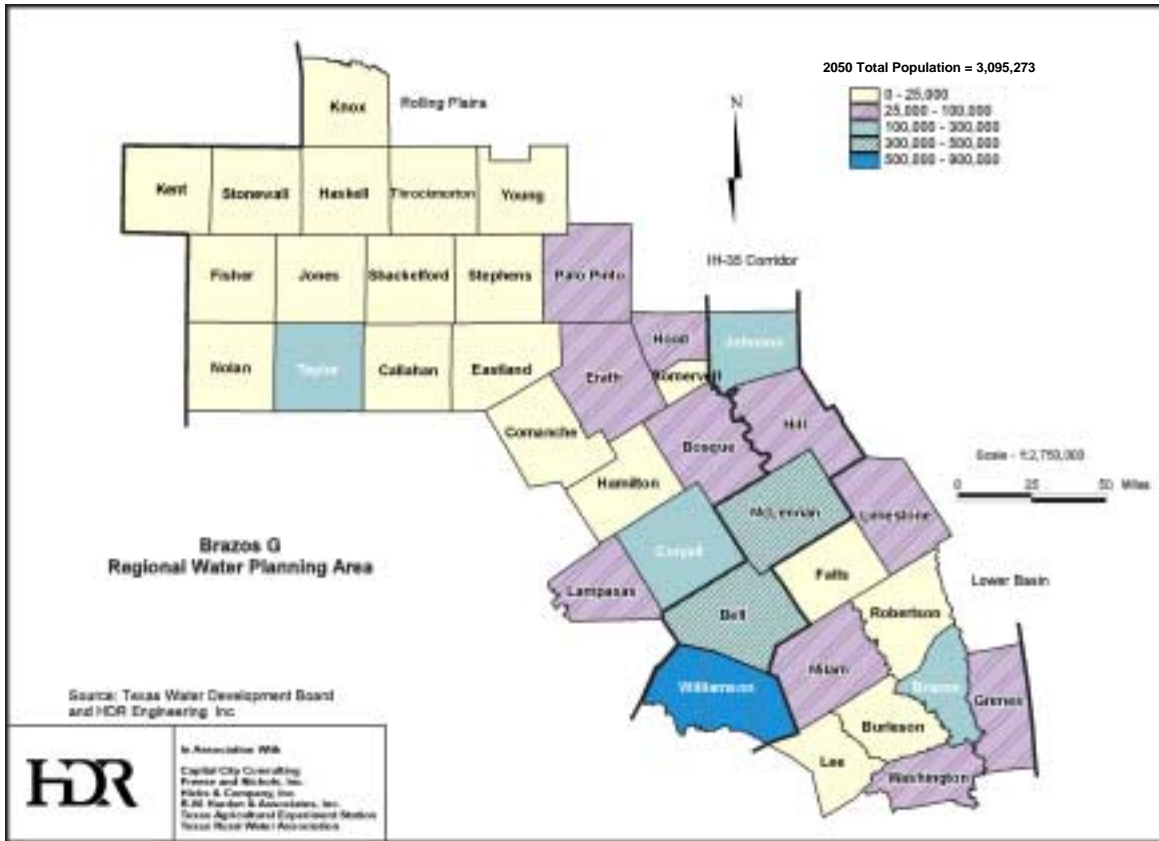 2050 Total Population = 3,095,273
0 - 25,000
25,000 - 100,000
100,000 - 300,000
300,000 - 500,000
500,000 - 900,000
N
Rolling Plains
Knox
Kent
Stonewall
Haskell
Throckmorton
Young
Fisher
Jones
Shackelford
Stephens
Palo Pinto
IH-35 Corridor
Nolan
Taylor
Callahan
Eastland
Erath
Hood
Somervell
Johnson
Comanche
Bosque
Hill
Hamilton
Scale - 1:2,750,000
0 25 50 Miles
McLennan
Limestone
Coryell
Brazos G
Regional Water Planning Area
Lampasas
Falls
Lower Basin
Bell
Robertson
Milam
Williamson
Brazos
Grimes
Burleson
Lee
Washington
Source: Texas Water Development Board
and HDR Engineering Inc
HDR
In Association With
Capital City Consulting
Freese and Nichols, Inc.
Hicks & Company, Inc
R.W. Harden & Associates, Inc.
Texas Agricultural Experiment Station
Texas Rural Water Association